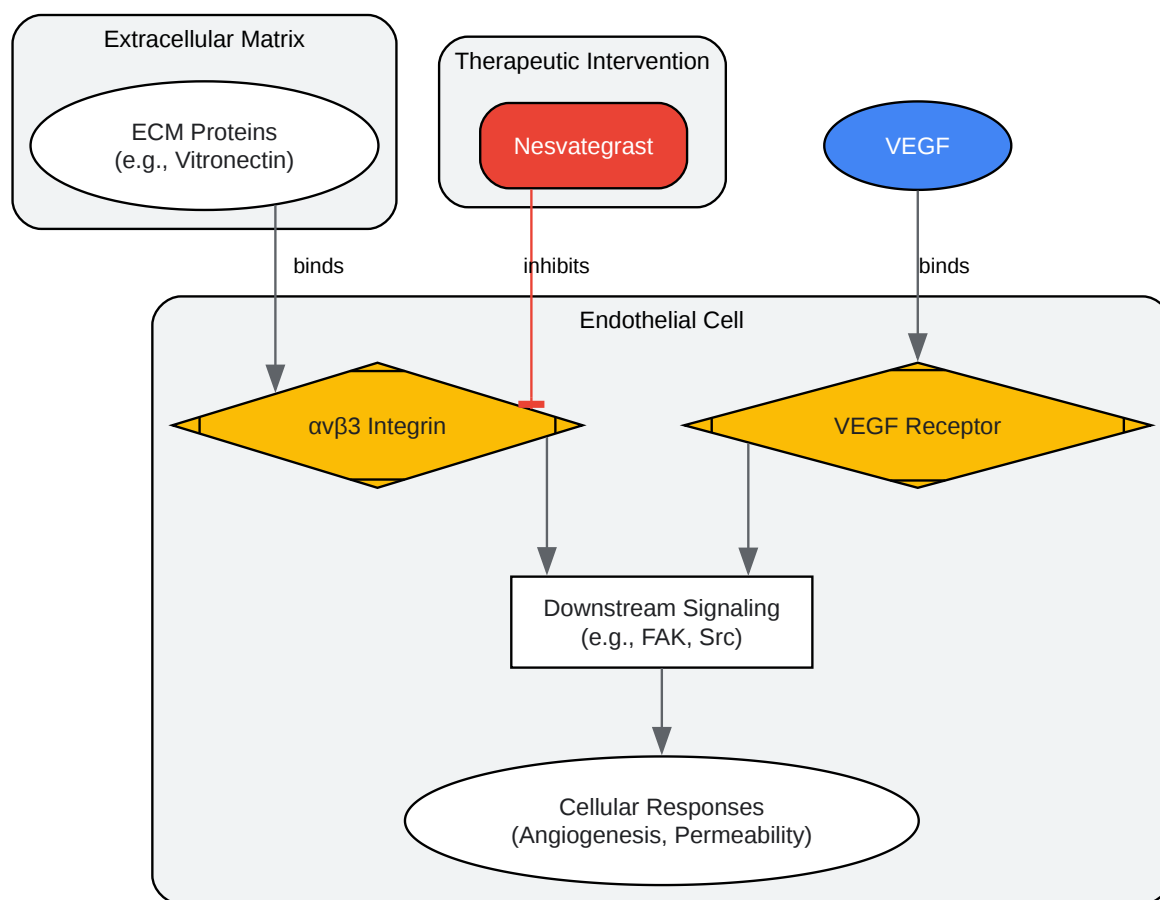 Extracellular Matrix
ECM Proteins
(e.g., Vitronectin)
Therapeutic Intervention
Nesvategrast
VEGF
binds
inhibits
binds
Endothelial Cell
αvβ3 Integrin
VEGF Receptor
Downstream Signaling
(e.g., FAK, Src)
Cellular Responses
(Angiogenesis, Permeability)